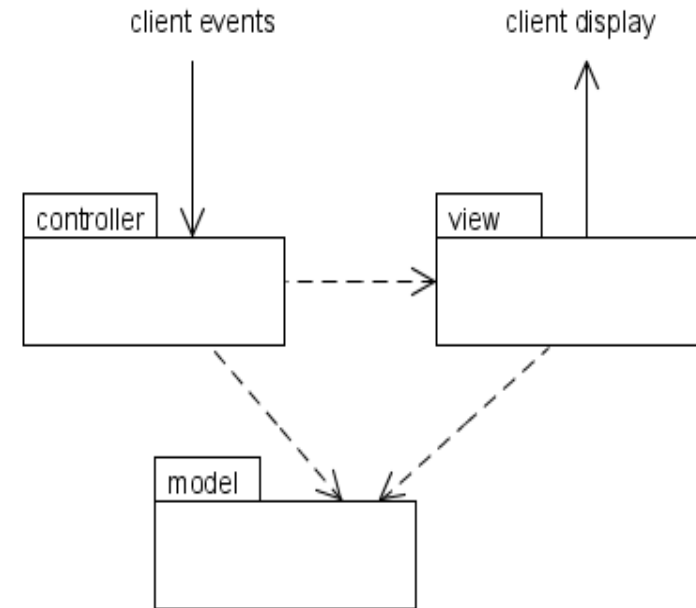 client events
client display
controller
view
model